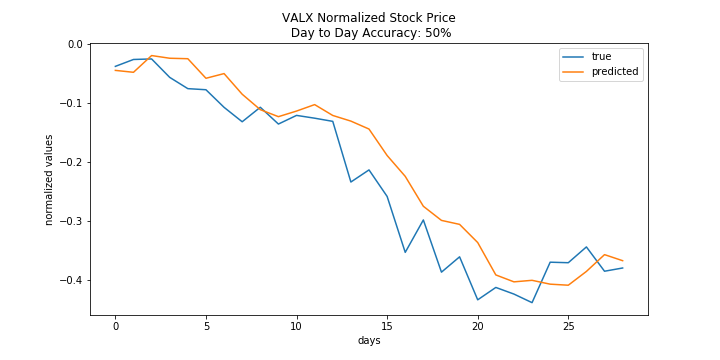 VALX Normalized Stock Price
Day to Day Accuracy: 50%
true
predicted
normalized values
0.0
−0.1
−0.2
−0.3
−0.4
0 5 10 15 20 25
days